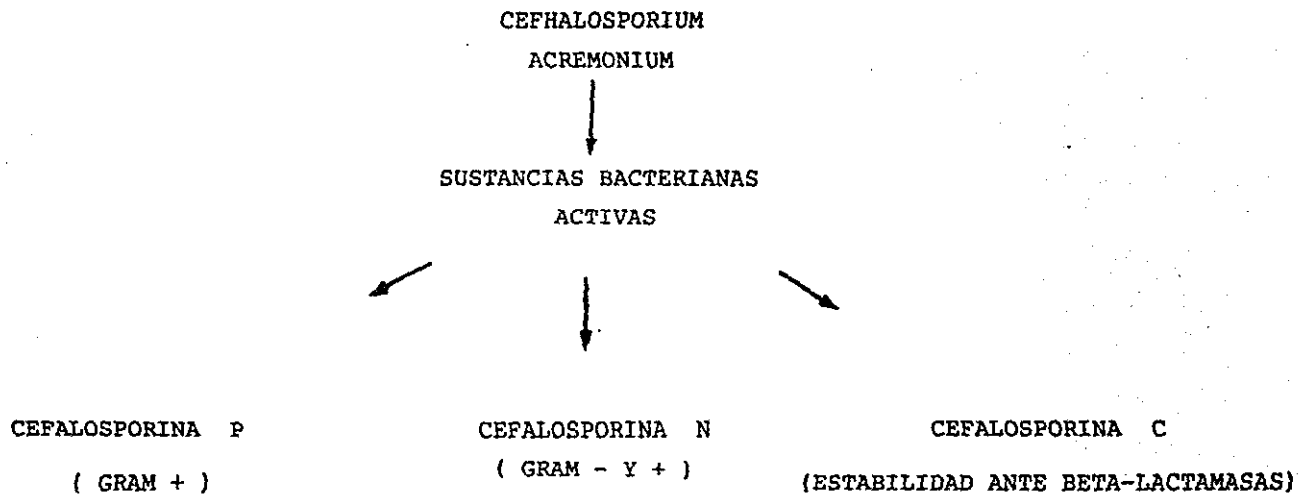 CEFHALOSPORIUM
ACREMONIUM
SUSTANCIAS BACTERIANAS
ACTIVAS
CEFALOSPORINA P
( GRAM + )
CEFALOSPORINA N
( GRAM - Y + )
CEFALOSPORINA C
(ESTABILIDAD ANTE BETA-LACTAMASAS)